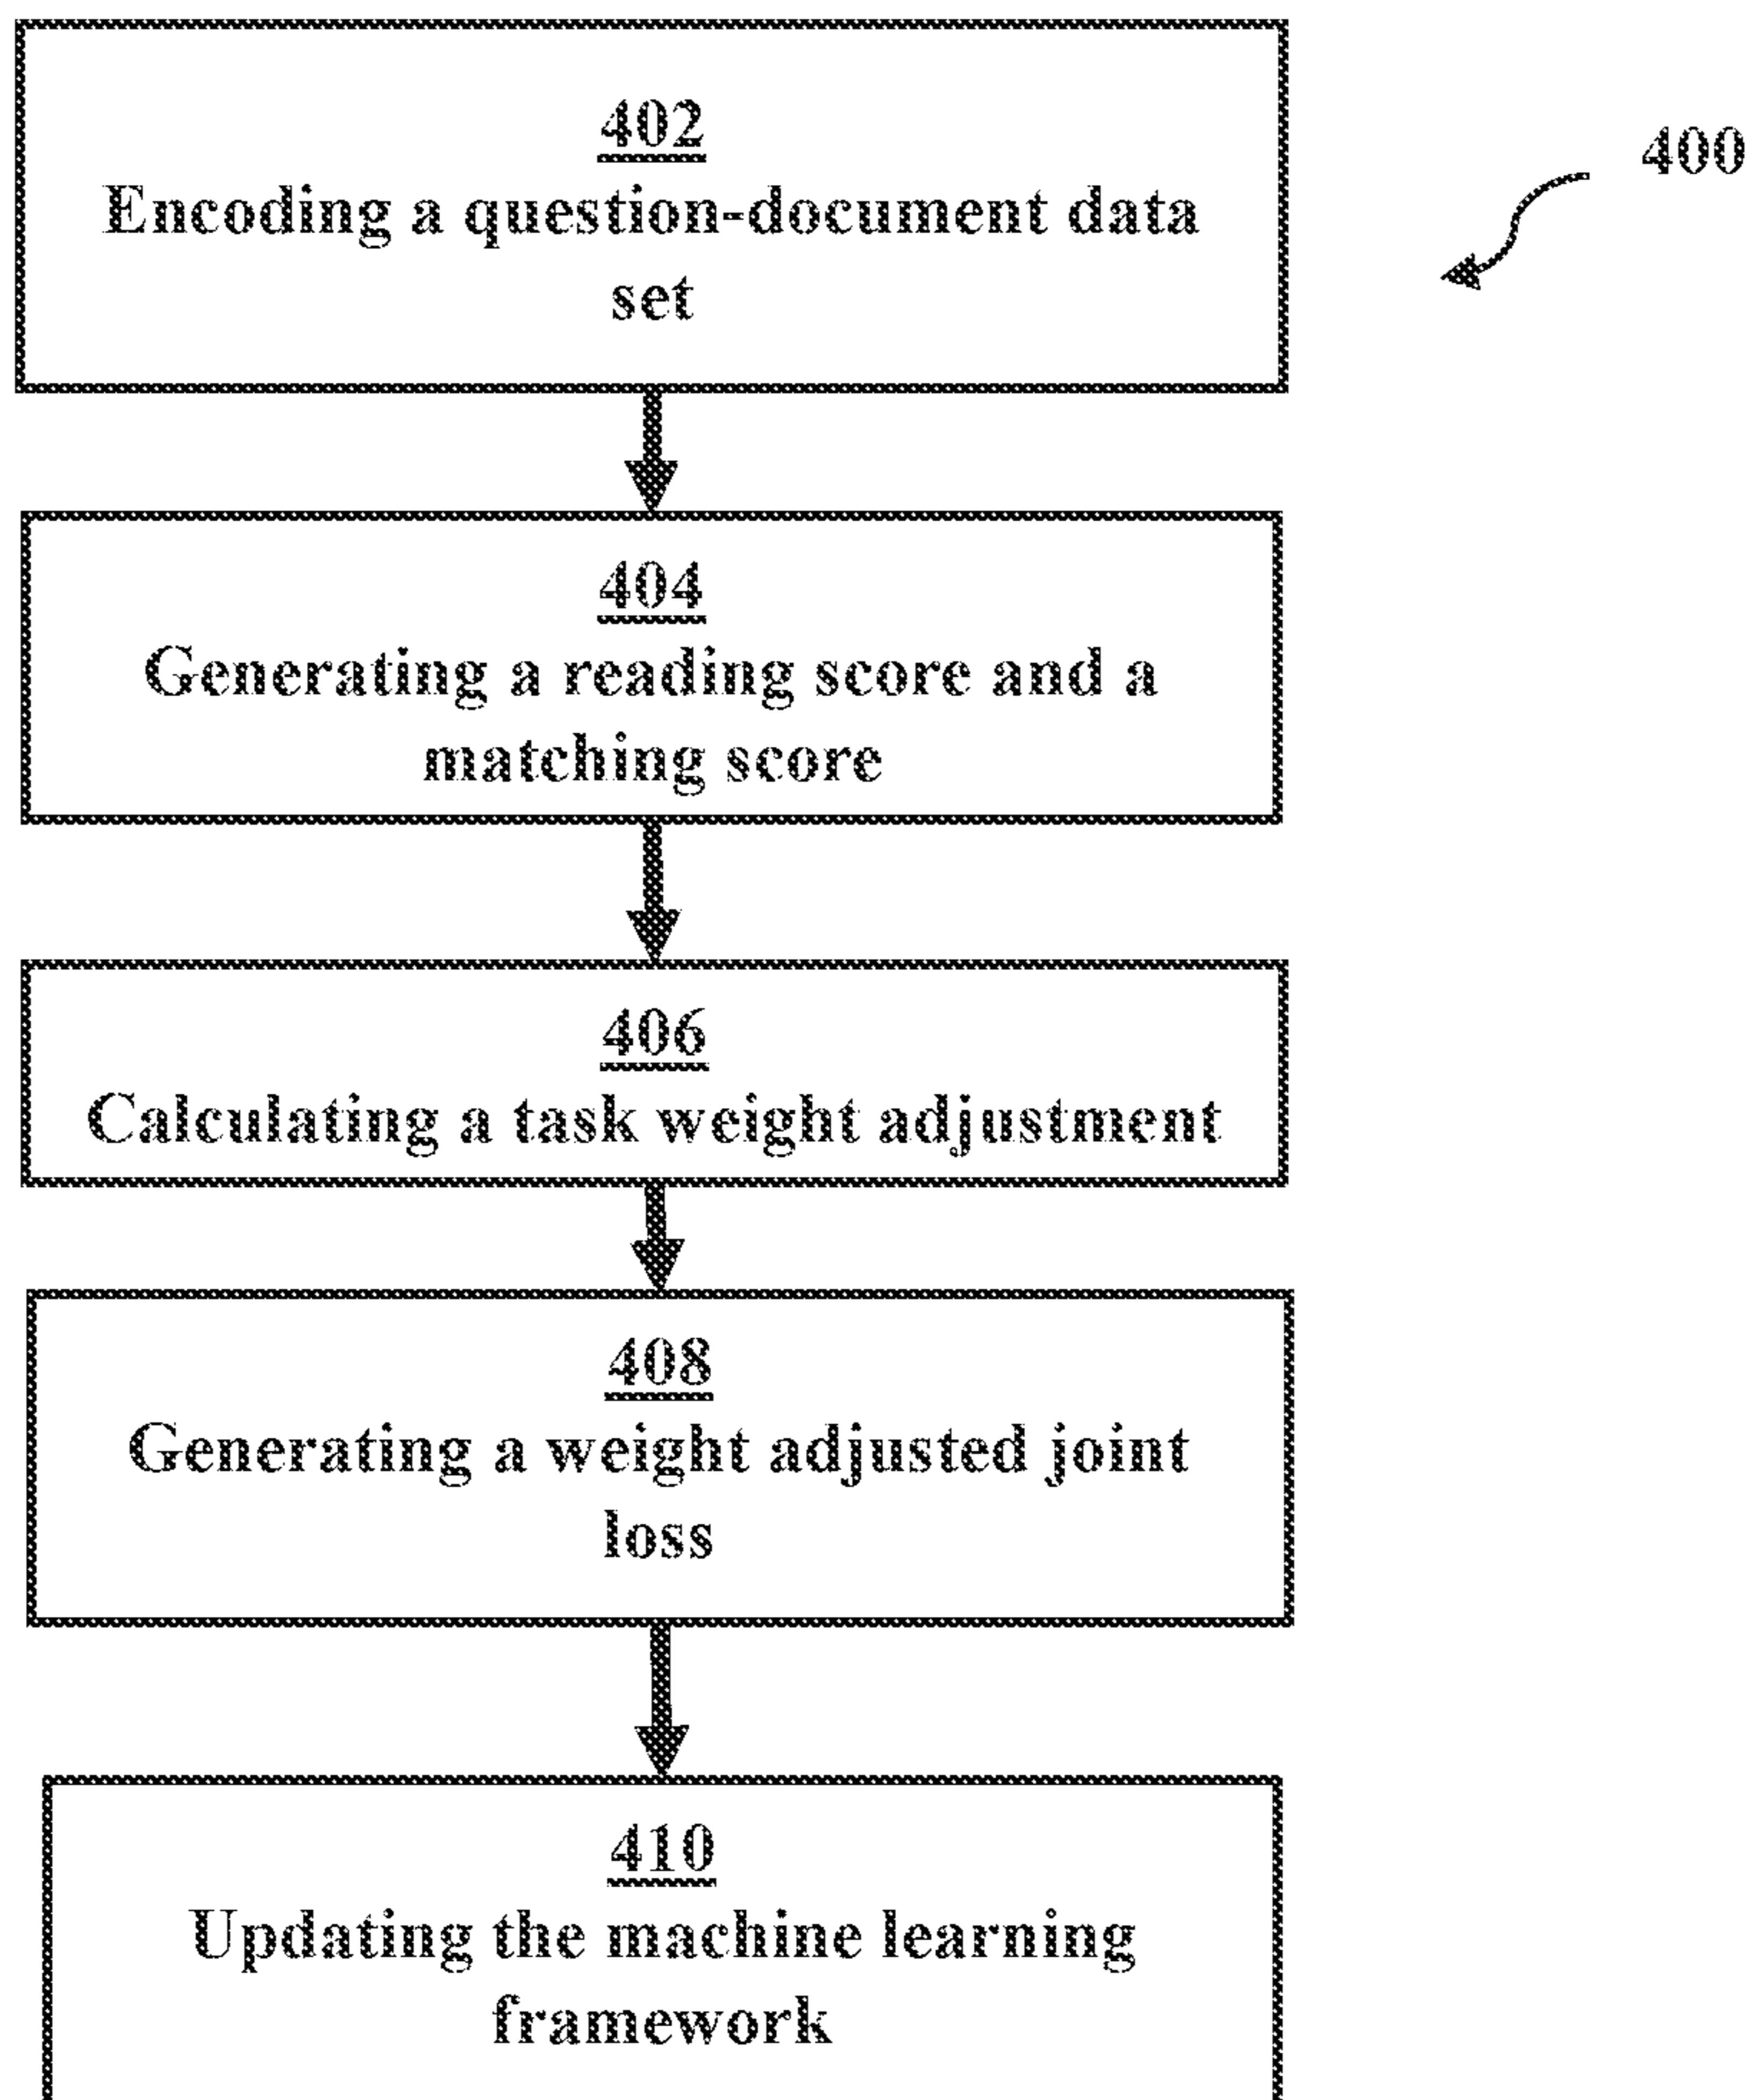 402
Encoding a question-document data
set
400
404
Generating a reading score and a
matching score
406
Calculating a task weight adjustment
408
Generating a weight adjusted joint
loss
410
Updating the machine learning
framework